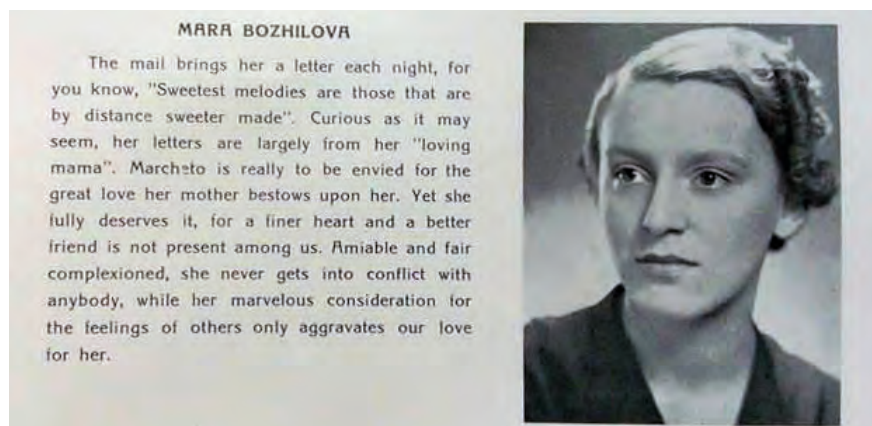 MARA BOZHILOVA
The mail brings her a letter each night, for
you know, "Sweetest melodies are those that are
by distance sweeter made". Curious as it may
seem, her letters are largely from her "loving
mama". Marcheto is really to be envied for the
great love her mother bestows upon her. Yet she
fully deserves it, for a finer heart and a better
friend is not present among us. Amiable and fair
complexioned, she never gets into conflict with
anybody, while her marvelous consideration for
the feelings of others only aggravates our love
for her.